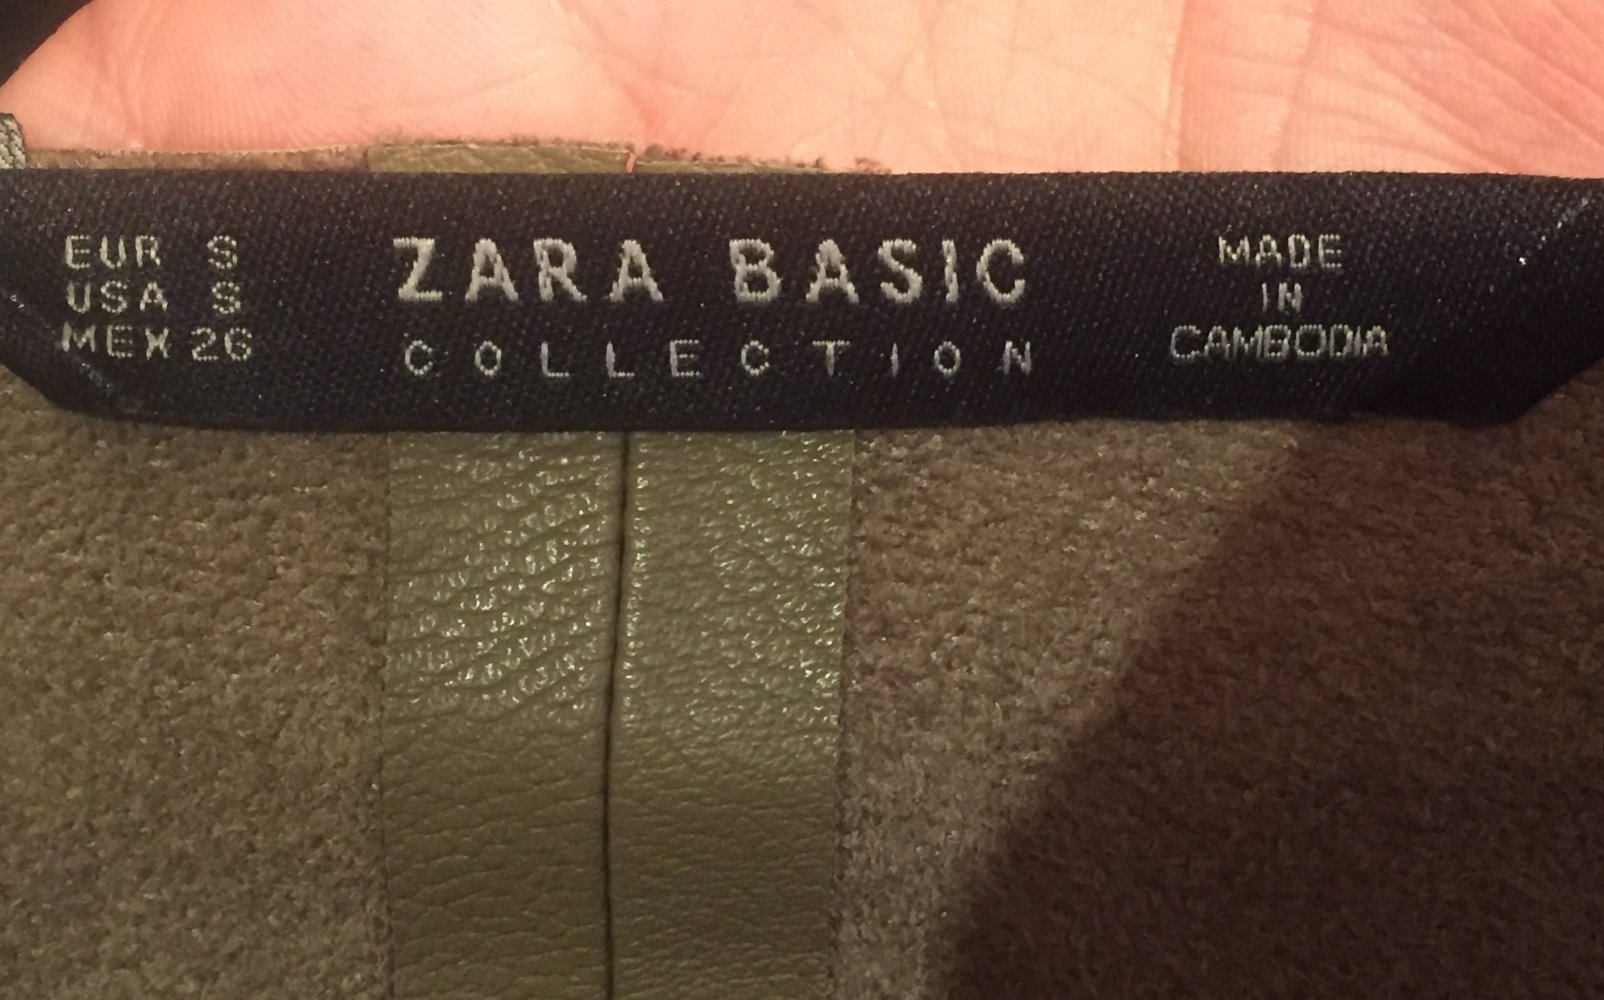 EUR S
USA S
MEX 26
ZARA BASIC
COLLECTION
MADE
IN
CAMBODIA